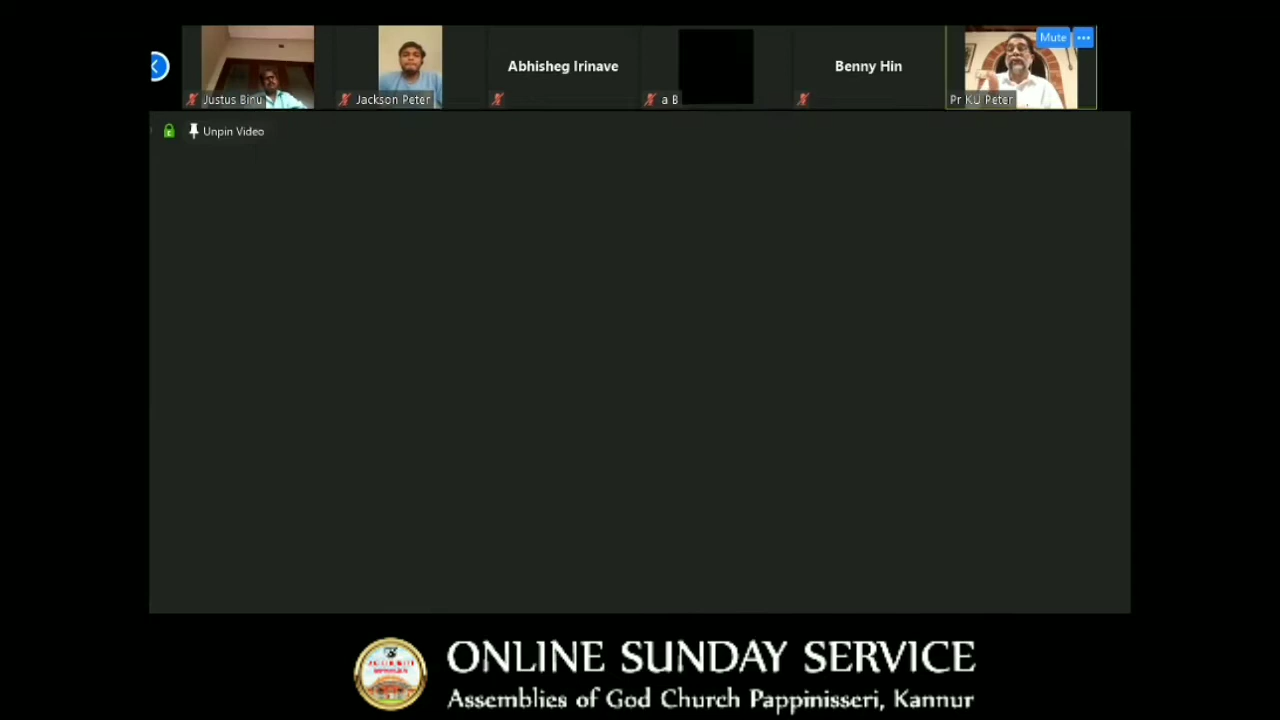 Abhisheg Irinave
Benny Hin
Mute
Justus Binu
Jackson Peter
a B
Pr KU Peter
Unpin Video
ONLINE SUNDAY SERVICE
Assemblies of God Church Pappinisseri, Kannur